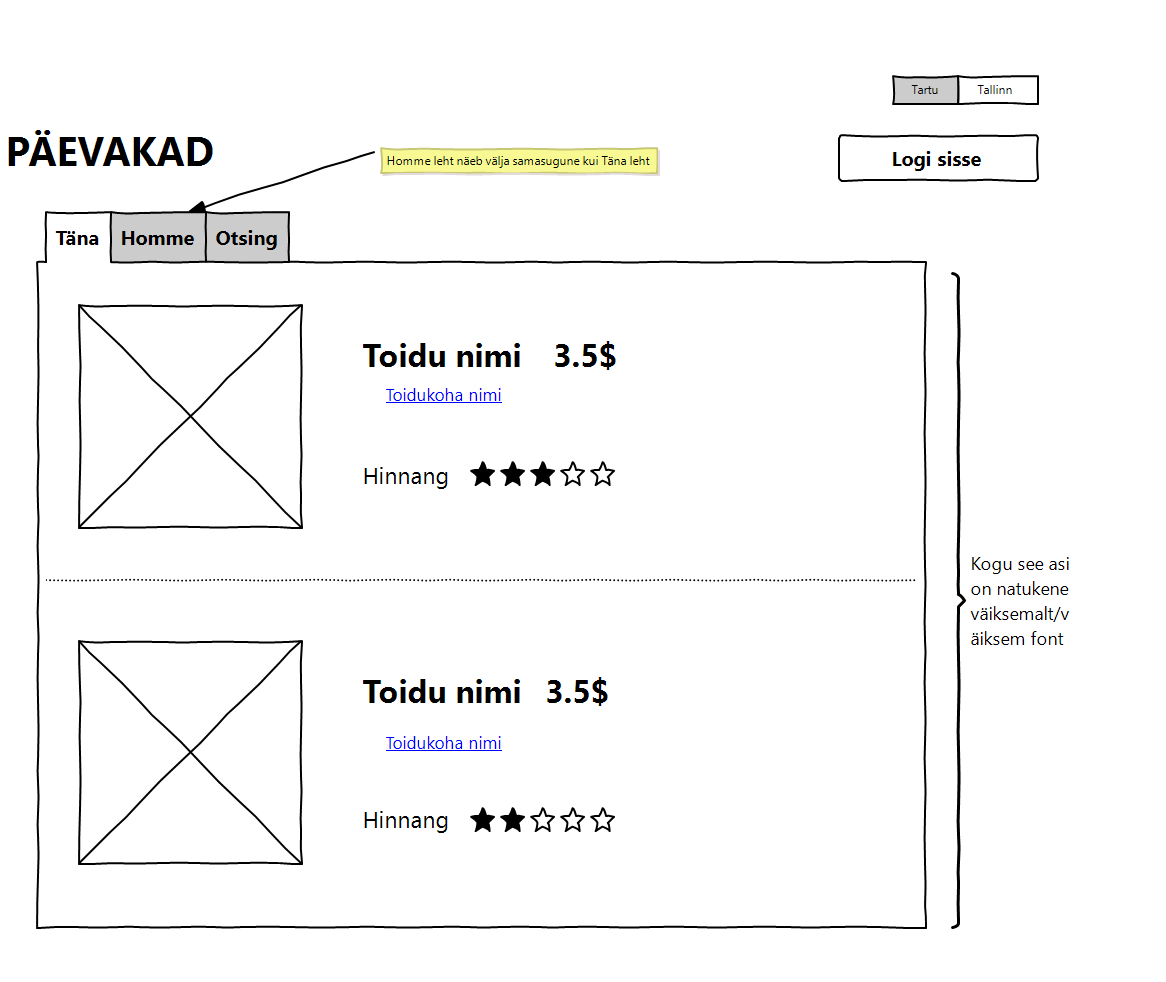 Tartu Tallinn
PÄEVAKAD
Homme leht näeb välja samasugune kui Täna leht
Logi sisse
Täna Homme Otsing
Toidu nimi 3.5$
Toidukoha nimi
Hinnang
Kogu see asi
on natukene
väiksemalt/v
äiksem font
Toidu nimi 3.5$
Toidukoha nimi
Hinnang